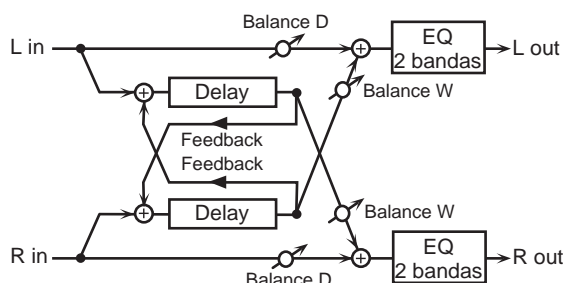 Balance D
L in
EQ
2 bandas
L out
Delay
Balance W
Feedback
Feedback
Delay
Balance W
R in
EQ
2 bandas
R out
Balance D